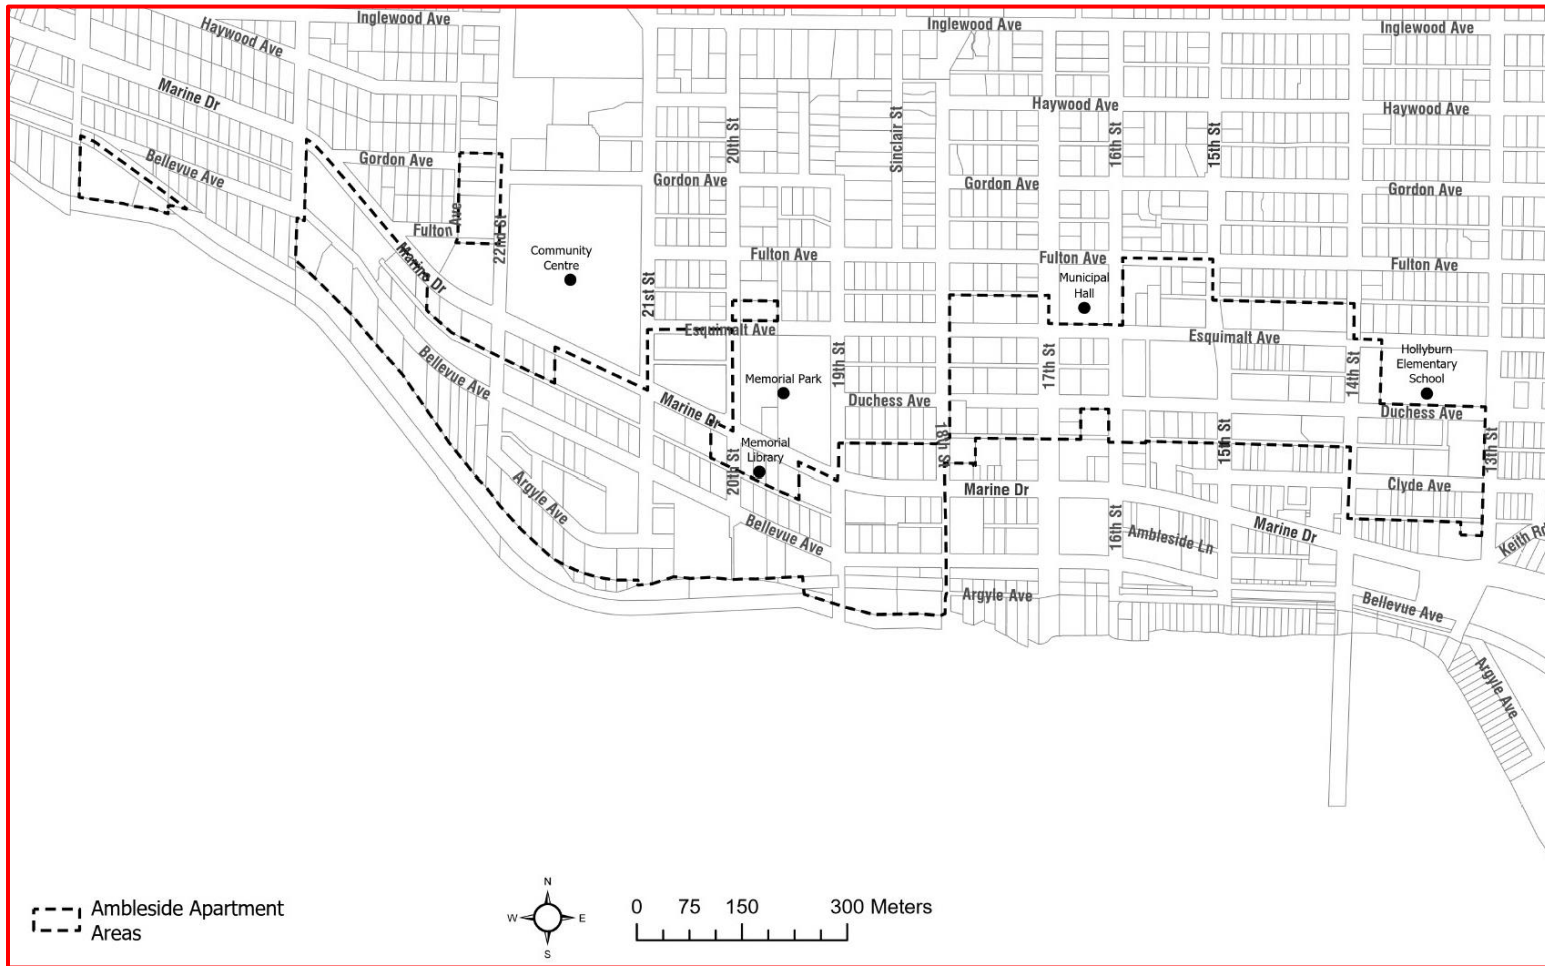 Inglewood Ave
Inglewood Ave
Inglewood Ave
Haywood Ave
Marine Dr
Haywood Ave
Haywood Ave
20th St
Sinclair St
16th St
15th St
Bellevue Ave
Gordon Ave
Gordon Ave
Gordon Ave
Gordon Ave
Fulton Ave
22nd St
Community
Centre
Fulton Ave
Fulton Ave
Fulton Ave
Marine Dr
21st St
Municipal
Hall
Esquimalt Ave
Esquimalt Ave
Bellevue Ave
19th St
17th St
14th St
Hollyburn
Elementary
School
Memorial Park
Marine Dr
Duchess Ave
Duchess Ave
18th St
15th St
13th St
Memorial
Library
20th St
Argyle Ave
Marine Dr
Clyde Ave
Bellevue Ave
16th St
Ambleside Ln
Marine Dr
Keith Rd
Argyle Ave
Bellevue Ave
Argyle Ave
Ambleside Apartment
Areas
N
W
E
S
0 75 150 300 Meters